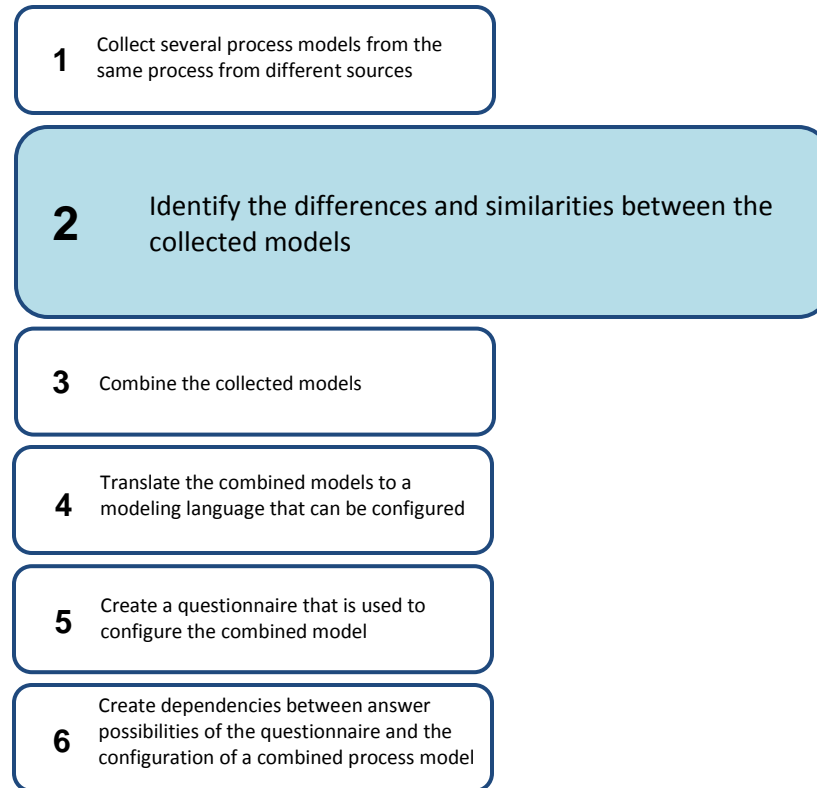 1
Collect several process models from the
same process from different sources
2
Identify the differences and similarities between the
collected models
3
Combine the collected models
4
Translate the combined models to a
modeling language that can be configured
5
Create a questionnaire that is used to
configure the combined model
6
Create dependencies between answer
possibilities of the questionnaire and the
configuration of a combined process model